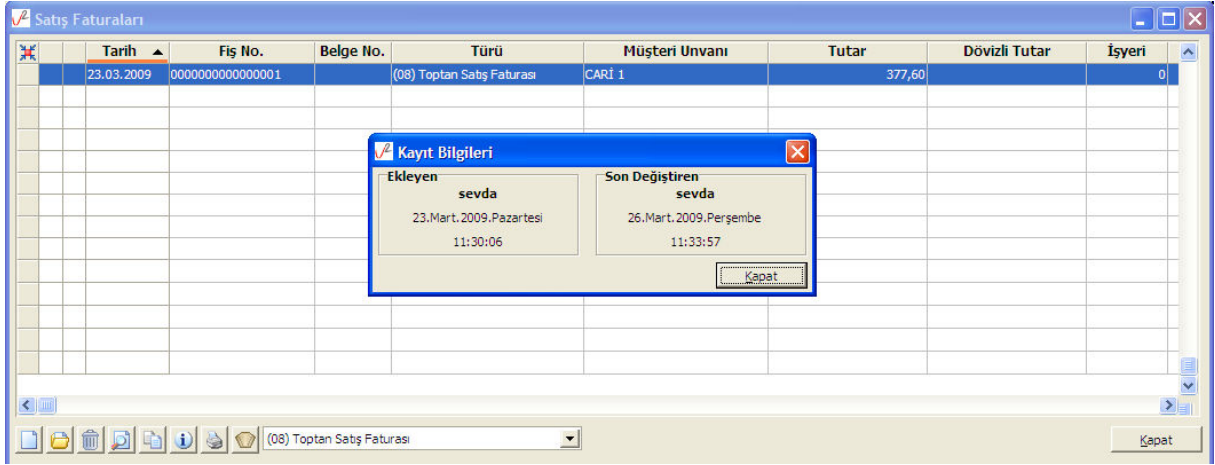 Satış Faturaları
Tarih Fiş No. Belge No. Türü Müşteri Unvanı Tutar Dövizli Tutar İşyeri
23.03.2009 0000000000000001 (08) Toptan Satış Faturası CARİ 1 377,60 0
Kayıt Bilgileri
Ekleyen Son Değiştiren
sevda sevda
23.Mart.2009.Pazartesi 26.Mart.2009.Perşembe
11:30:06 11:33:57
Kapat
(08) Toptan Satış Faturası Kapat